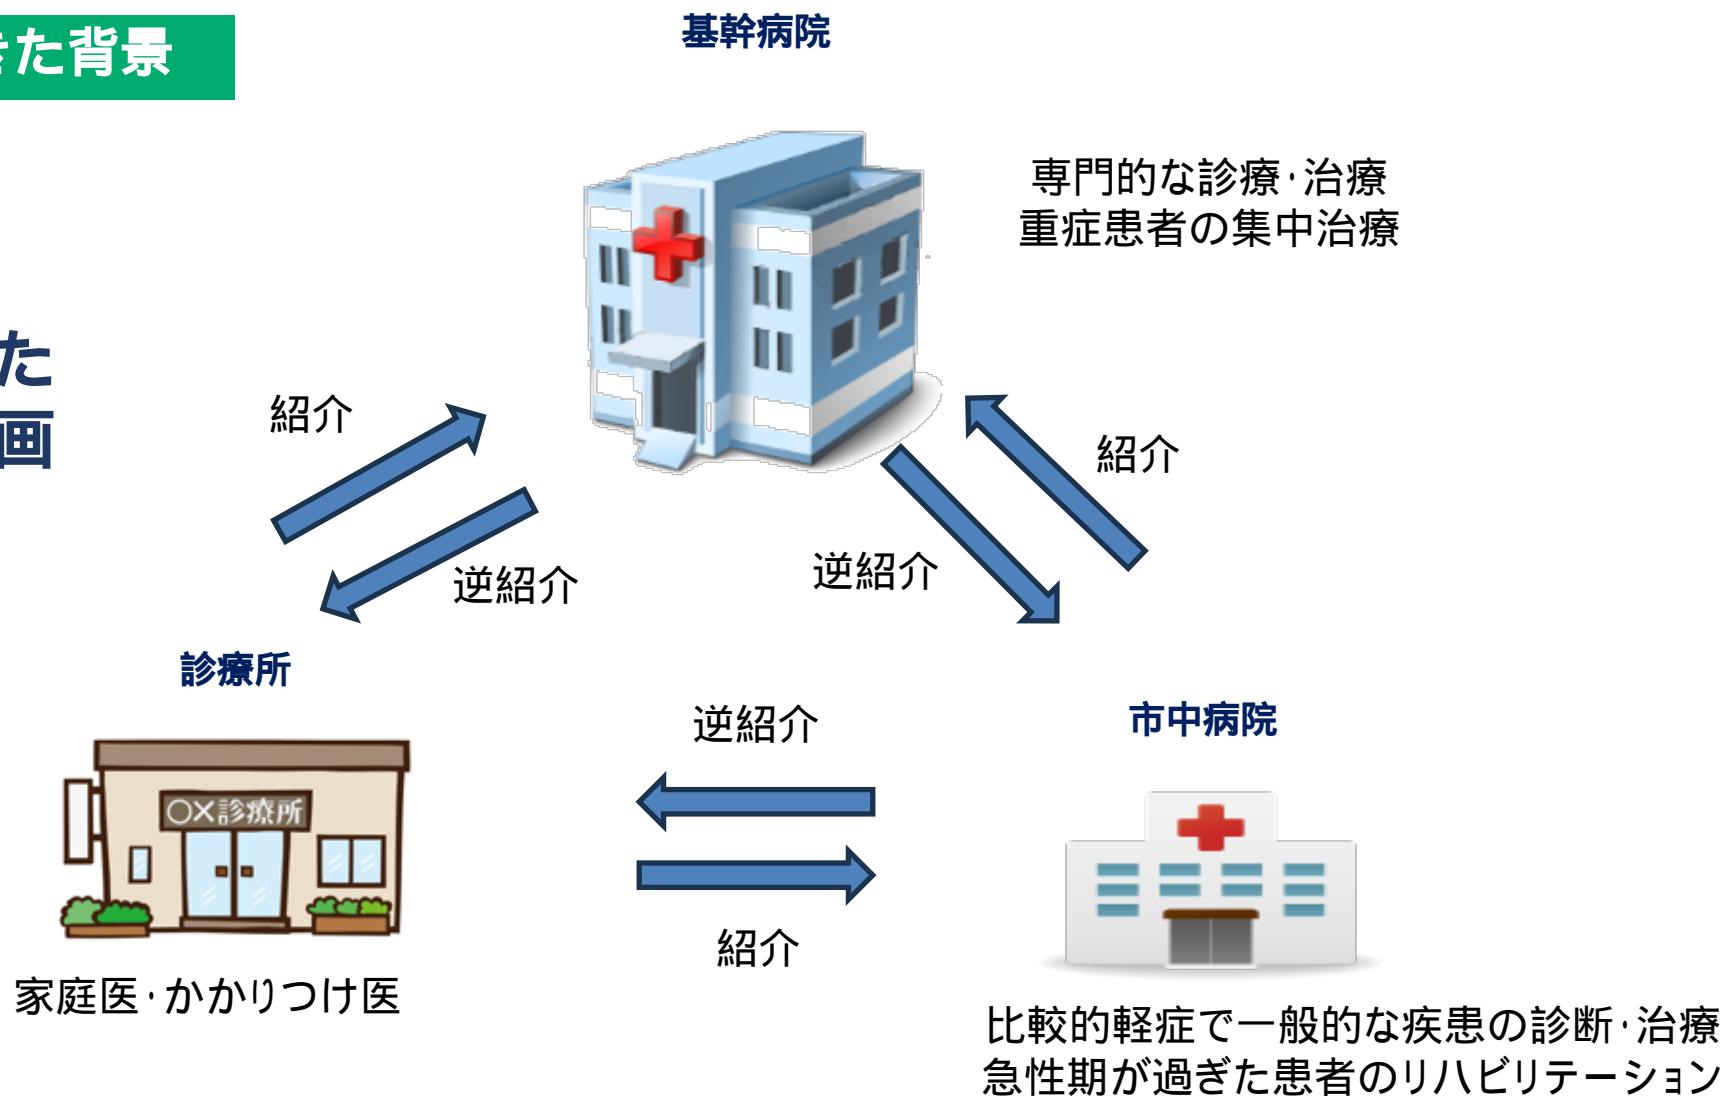 きた背景
基幹病院
専門的な診療・治療
重症患者の集中治療
た
画
紹介
逆紹介
紹介
逆紹介
診療所
○×診療所
家庭医・かかりつけ医
逆紹介
紹介
市中病院
比較的軽症で一般的な疾患の診断・治療
急性期が過ぎた患者のリハビリテーション